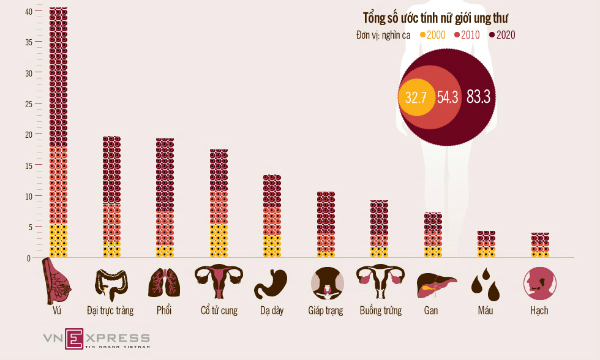 Tổng số ước tính nữ giới ung thư
Đơn vị: nghìn ca 2000 2010 2020
32.7 54.3 83.3
40
35
30
25
20
15
10
5
0
Vú Đại trực tràng Phổi Cổ tử cung Dạ dày Giáp trạng Buồng trứng Gan Máu Hạch
VNEXPRESS